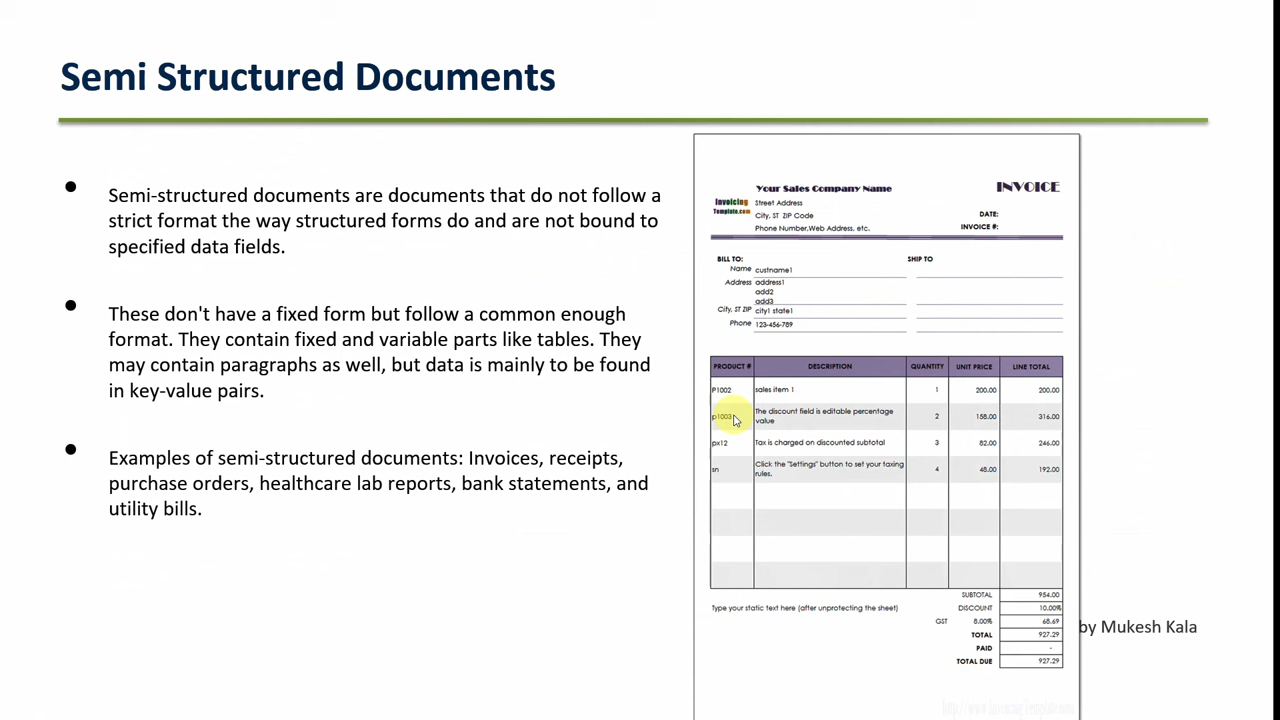 Semi Structured Documents
Semi-structured documents are documents that do not follow a
strict format the way structured forms do and are not bound to
specified data fields.
These don't have a fixed form but follow a common enough
format. They contain fixed and variable parts like tables. They
may contain paragraphs as well, but data is mainly to be found
in key-value pairs.
Examples of semi-structured documents: Invoices, receipts,
purchase orders, healthcare lab reports, bank statements, and
utility bills.
Your Sales Company Name INVOICE
Invoicing Street Address
Template.com City, ST ZIP Code DATE:
Phone Number,Web Address, etc. INVOICE #:
BILL TO: SHIP TO
Name custname1
Address address1
add2
add3
City, ST ZIP city1 state1
Phone 123-456-789
PRODUCT # DESCRIPTION QUANTITY UNIT PRICE LINE TOTAL
P1002 sales item 1 1 200.00 200.00
p1003 The discount field is editable percentage value 2 158.00 316.00
px12 Tax is charged on discounted subtotal 3 82.00 246.00
sn Click the "Settings" button to set your taxing rules. 4 48.00 192.00
SUBTOTAL 954.00
Type your static text here (after unprotecting the sheet) DISCOUNT 10.00%
GST 8.00% 68.69
TOTAL 927.29
PAID -
TOTAL DUE 927.29
by Mukesh Kala